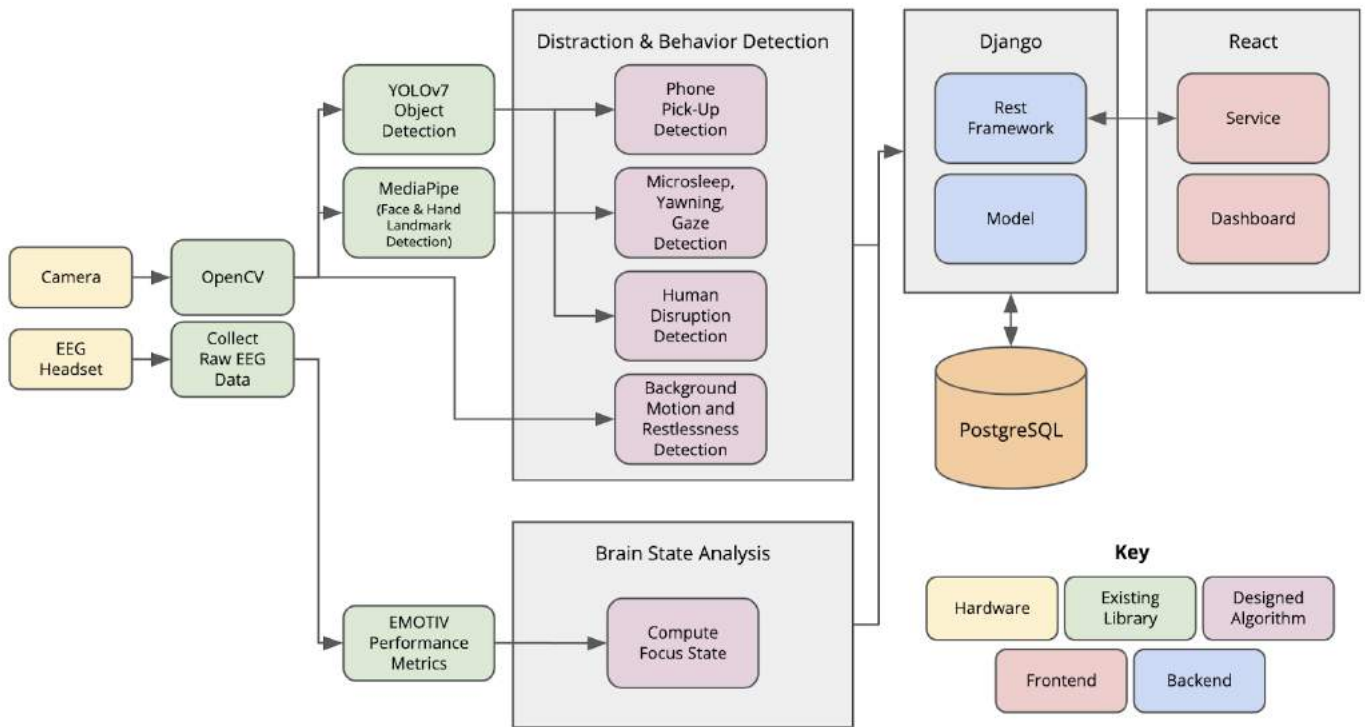 Distraction & Behavior Detection
Django
React
YOLOv7
Object
Detection
Phone
Pick-Up
Detection
Rest
Framework
Service
MediaPipe
(Face & Hand
Landmark
Detection)
Microsleep,
Yawning,
Gaze
Detection
Model
Dashboard
Camera
OpenCV
Human
Disruption
Detection
EEG
Headset
Collect
Raw EEG
Data
Background
Motion and
Restlessness
Detection
PostgreSQL
Brain State Analysis
EMOTIV
Performance
Metrics
Compute
Focus State
Key
Hardware
Existing
Library
Designed
Algorithm
Frontend
Backend